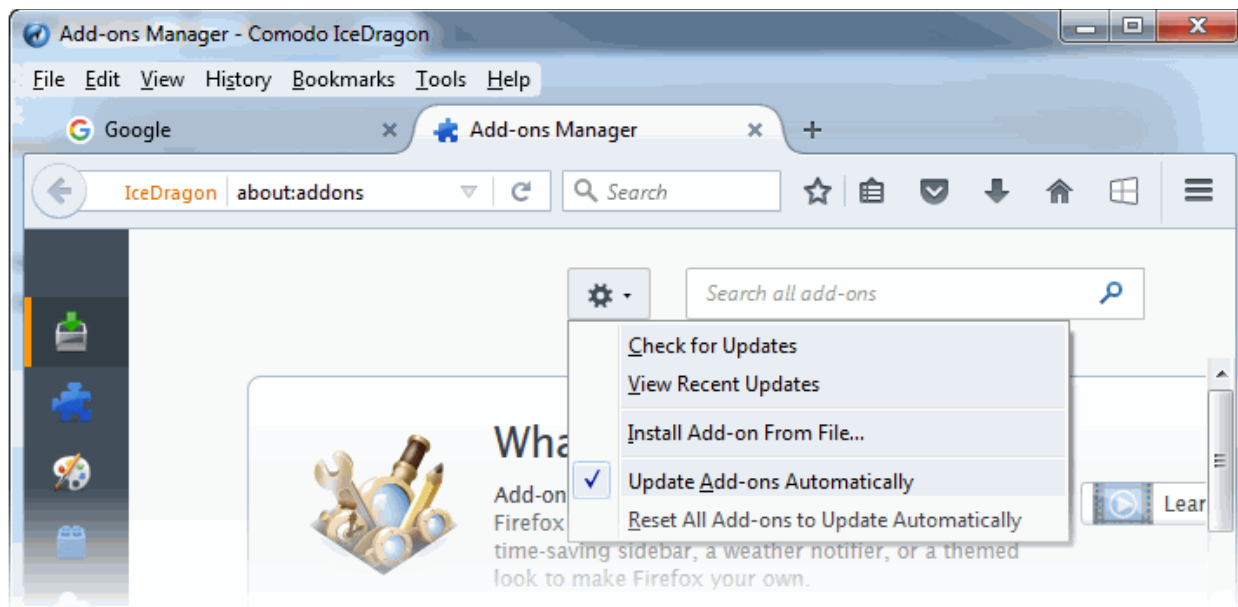 Add-ons Manager - Comodo IceDragon
File Edit View History Bookmarks Tools Help
Google
Add-ons Manager
IceDragon about:addons
Search
Search all add-ons
Check for Updates
View Recent Updates
Install Add-on From File...
Update Add-ons Automatically
Reset All Add-ons to Update Automatically
Wha
Add-on
Firefox
Lear
time-saving sidebar, a weather notifier, or a themed
look to make Firefox your own.